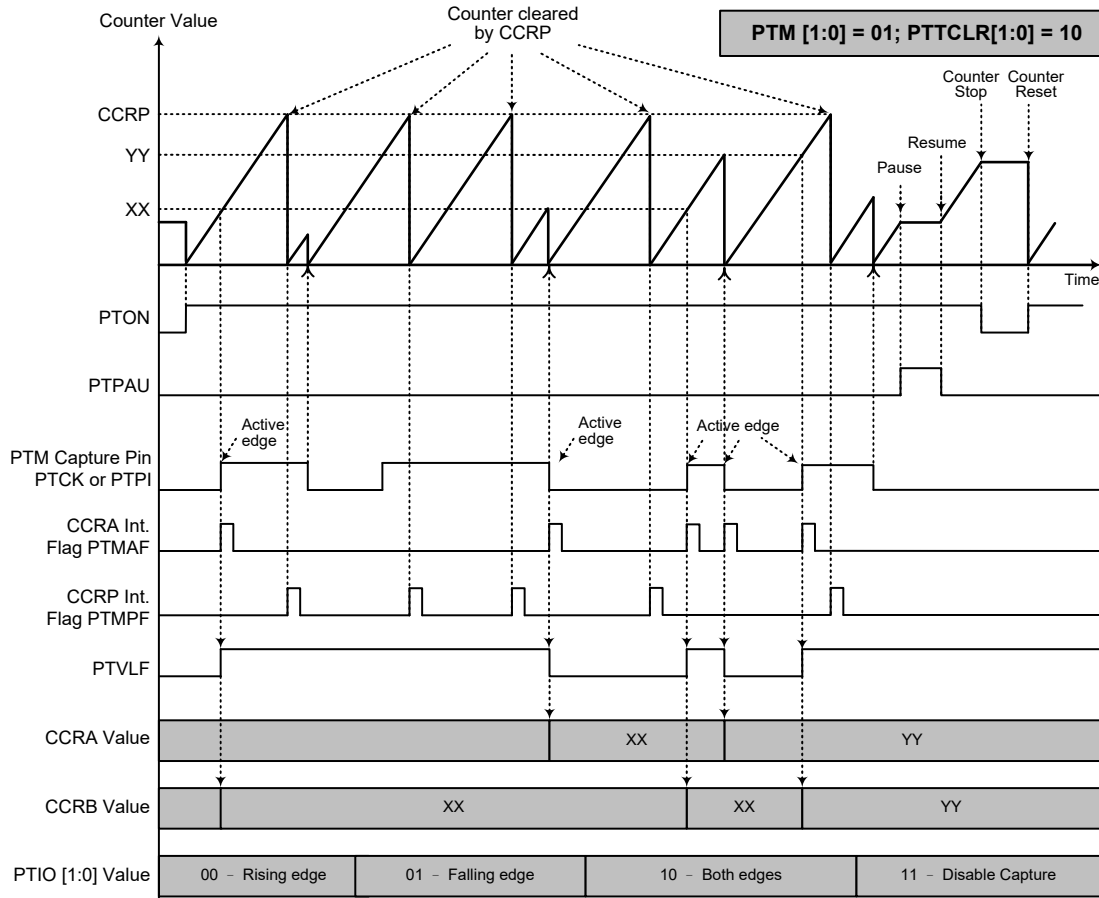 Counter Value
Counter cleared
by CCRP
PTM [1:0] = 01; PTTCLR[1:0] = 10
Counter
Stop
Counter
Reset
CCRP
YY
Resume
Pause
XX
Time
PTON
PTPAU
Active
edge
Active
edge
Active edge
PTM Capture Pin
PTCK or PTPI
CCRA Int.
Flag PTMAF
CCRP Int.
Flag PTMPF
PTVLF
CCRA Value
XX
YY
CCRB Value
XX
XX
YY
PTIO [1:0] Value
00 – Rising edge
01 – Falling edge
10 – Both edges
11 – Disable Capture